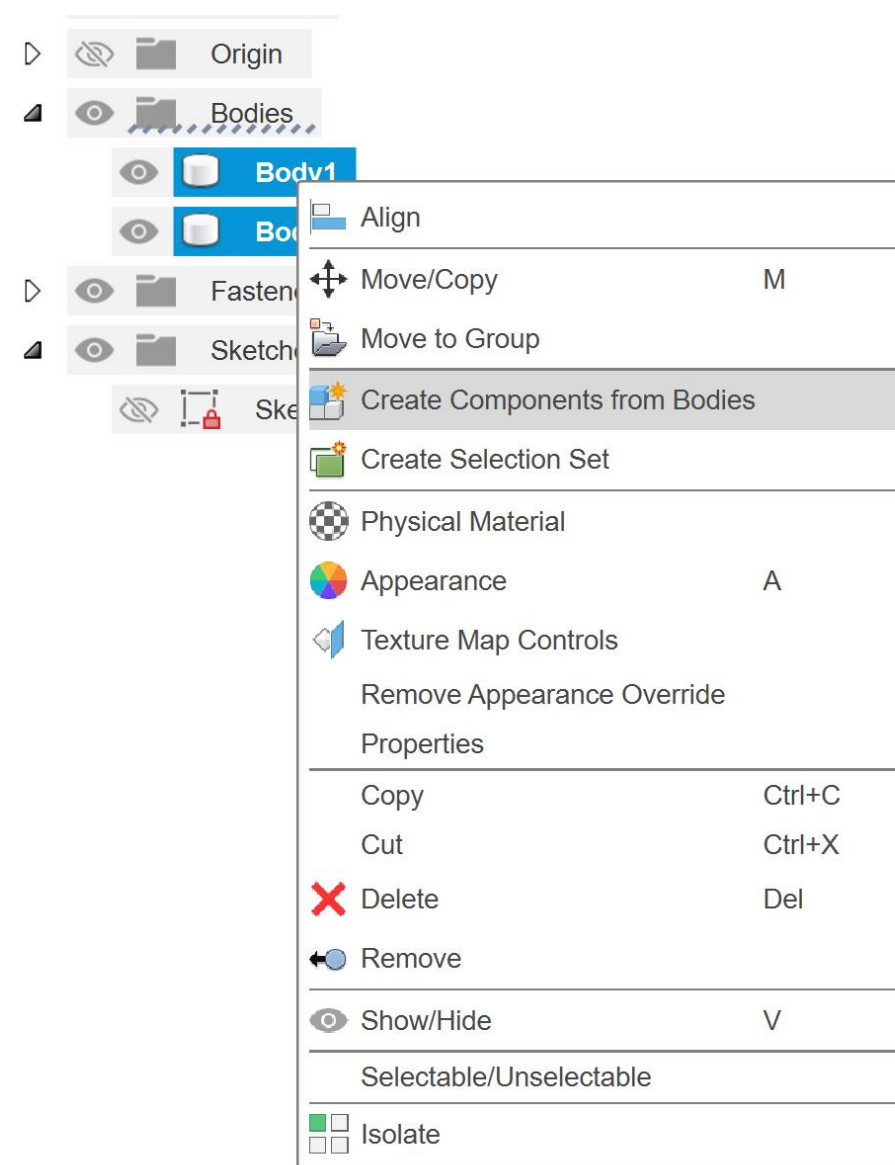 Origin
Bodies
Body1
Align
Move/Copy M
Move to Group
Create Components from Bodies
Create Selection Set
Physical Material
Appearance A
Texture Map Controls
Remove Appearance Override
Properties
Copy Ctrl+C
Cut Ctrl+X
Delete Del
Remove
Show/Hide V
Selectable/Unselectable
Isolate